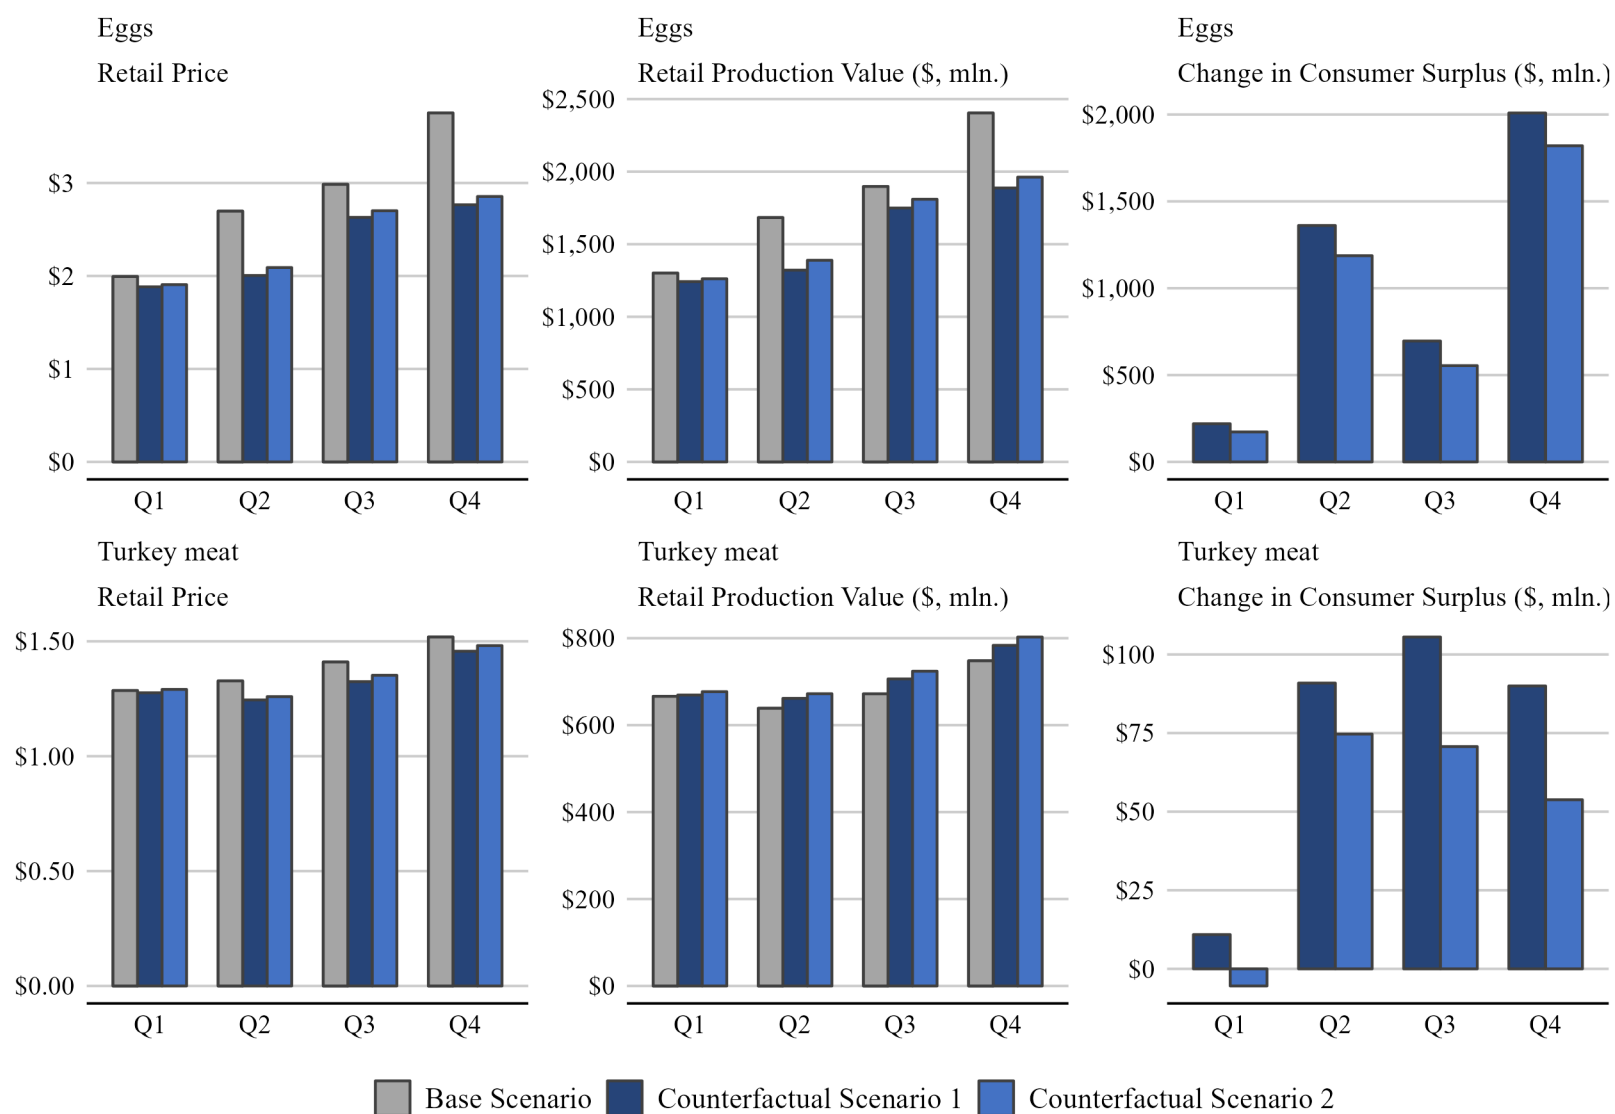 Eggs
Retail Price
$3
$2
$1
$0
Q1 Q2 Q3 Q4
Eggs
Retail Production Value ($, mln.)
$2,500
$2,000
$1,500
$1,000
$500
$0
Q1 Q2 Q3 Q4
Eggs
Change in Consumer Surplus ($, mln.)
$2,000
$1,500
$1,000
$500
$0
Q1 Q2 Q3 Q4
Turkey meat
Retail Price
$1.50
$1.00
$0.50
$0.00
Q1 Q2 Q3 Q4
Turkey meat
Retail Production Value ($, mln.)
$800
$600
$400
$200
$0
Q1 Q2 Q3 Q4
Turkey meat
Change in Consumer Surplus ($, mln.)
$100
$75
$50
$25
$0
Q1 Q2 Q3 Q4
Base Scenario Counterfactual Scenario 1 Counterfactual Scenario 2